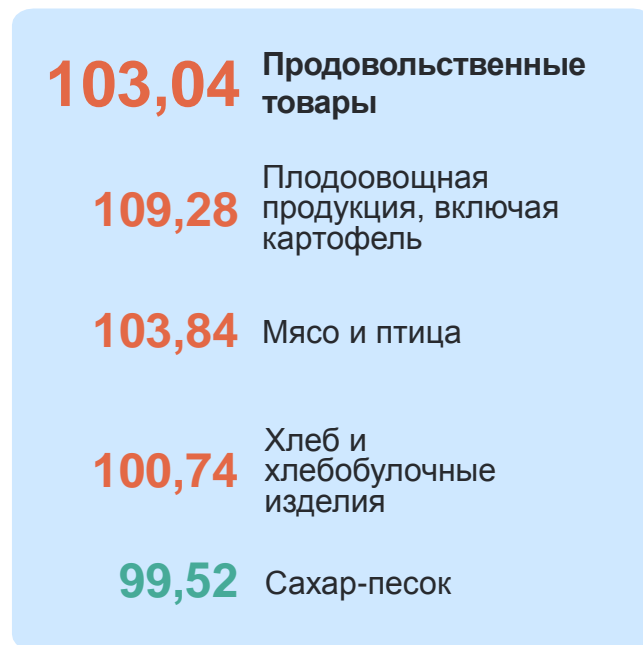 103,04 Продовольственные
товары
Плодоовощная
109,28 продукция, включая
картофель
103,84 Мясо и птица
Хлеб и
100,74 хлебобулочные
изделия
99,52 Сахар-песок